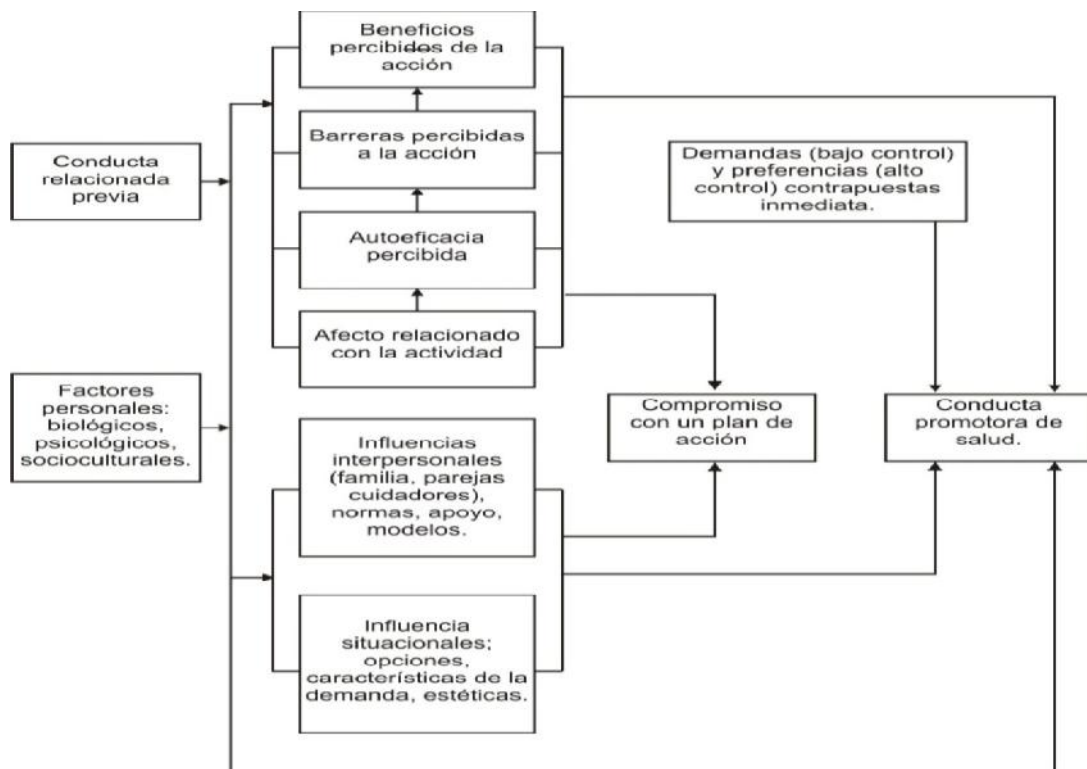 Beneficios
percibidos de la
acción
Barreras percibidas
a la acción
Conducta
relacionada
previa
Demandas (bajo control)
y preferencias (alto
control) contrapuestas
inmediata.
Autoeficacia
percibida
Afecto relacionado
con la actividad
Factores
personales:
biológicos,
psicológicos,
socioculturales.
Compromiso
con un plan de
acción
Conducta
promotora de
salud.
Influencias
interpersonales
(familia, parejas
cuidadores),
normas, apoyo,
modelos.
Influencia
situacionales;
opciones,
características de la
demanda, estéticas.